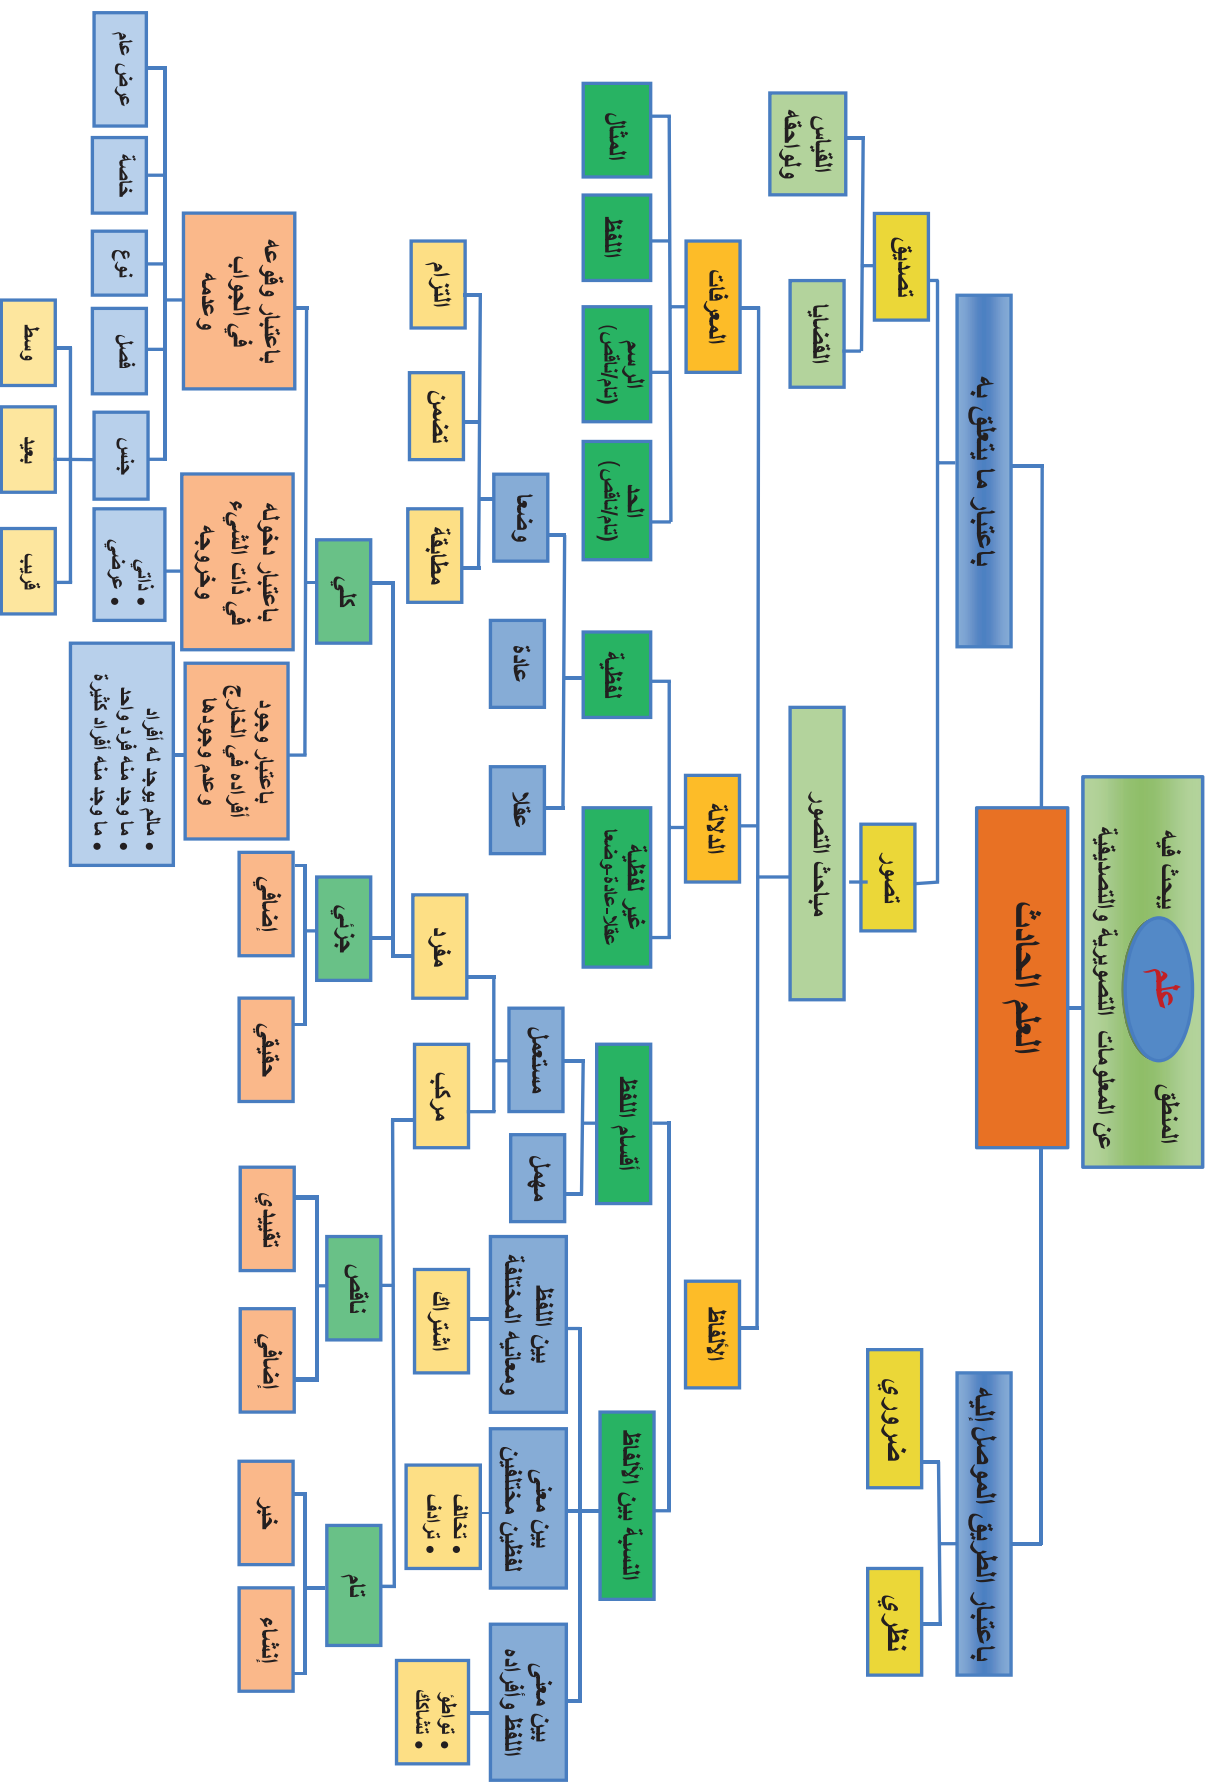 علم المنطق
يبحث فيه
عن المعلومات التصويرية والتصديقية
العلم الحادث
باعتبار الطريق الموصل إليه
نظري
ضروري
باعتبار ما يتعلق به
تصور
تصديق
القضايا
القياس
ولواحقه
مباحث التصور
الألفاظ
الدلالة
المعرفات
النسبة بين الألفاظ
أقسام اللفظ
غير لفظية
عقلا-عادة-وضعا
لفظية
الحد
(تام/ناقص)
الرسم
(تام/ناقص)
اللفظ
المثال
بين معنى
اللفظ وأفراده
بين معنى
لفظين مختلفين
بين اللفظ
ومعانيه المختلفة
مهمل
مستعمل
عقلا
عادة
وضعا
• تواطؤ
• تشاكك
• تخالف
• ترادف
اشتراك
مركب
مفرد
مطابقة
تضمن
التزام
تام
ناقص
جزئي
كلي
إنشاء
خبر
إضافي
تقييدي
حقيقي
إضافي
باعتبار وجود
أفراده في الخارج
وعدم وجودها
باعتبار دخوله
في ذات الشيء
وخروجه
باعتبار وقوعه
في الجواب
وعدمه
• مالم يوجد له أفراد
• ما وجد منه فرد واحد
• ما وجد منه أفراد كثيرة
• ذاتي
• عرضي
جنس
فصل
نوع
خاصة
عرض عام
قريب
بعيد
وسط